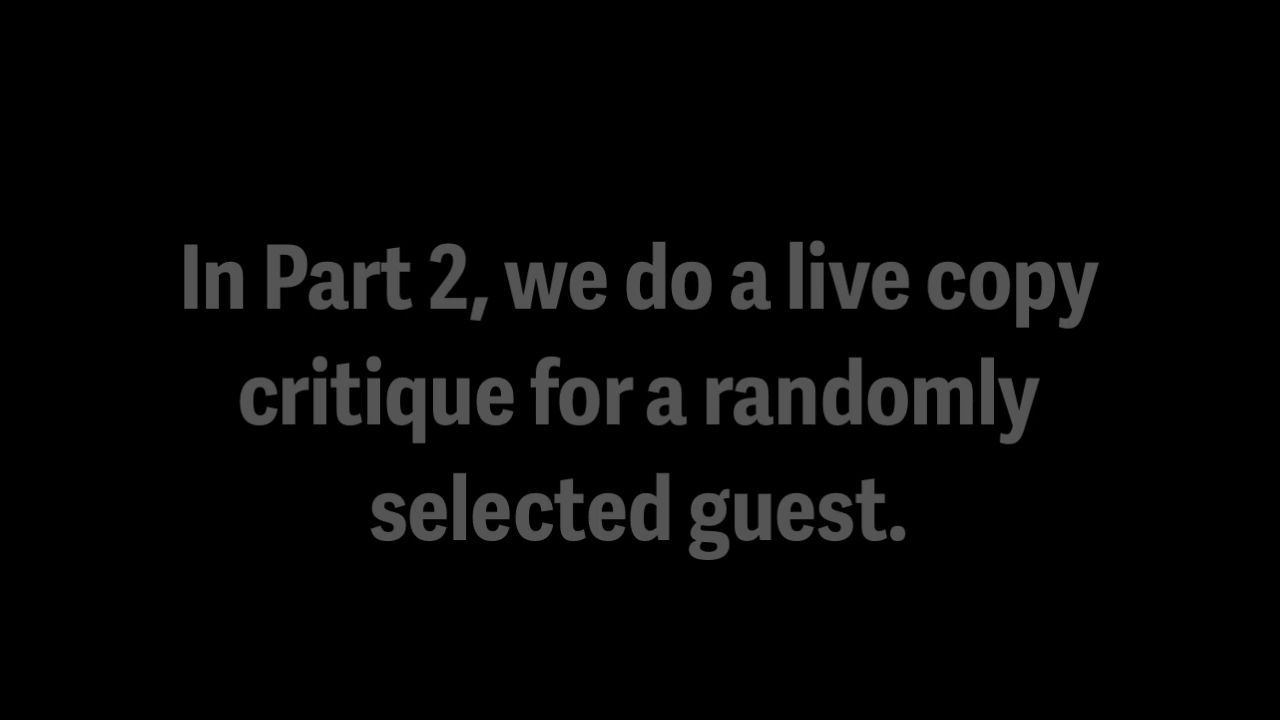 In Part 2, we do a live copy
critique for a randomly
selected guest.